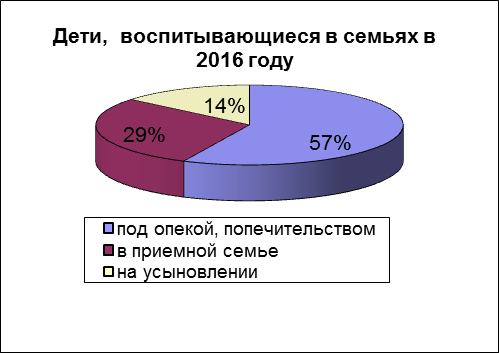 Дети,  воспитывающиеся в семьях в
2016 году
14%
29%
57%
под опекой, попечительством
в приемной семье
на усыновлении